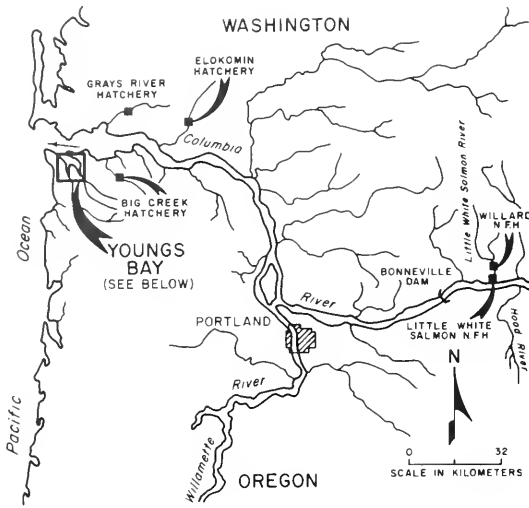 WASHINGTON
ELOKOMIN
HATCHERY
GRAYS RIVER
HATCHERY
Columbia
Little White Salmon River
WILLARD
N.F.H
BIG CREEK
HATCHERY
Ocean
YOUNGS
BAY
(SEE BELOW)
BONNEVILLE
DAM
River
Hood River
PORTLAND
LITTLE WHITE
SALMON N.F.H
N
River
Pacific
Willamette
OREGON
0 32
SCALE IN KILOMETERS